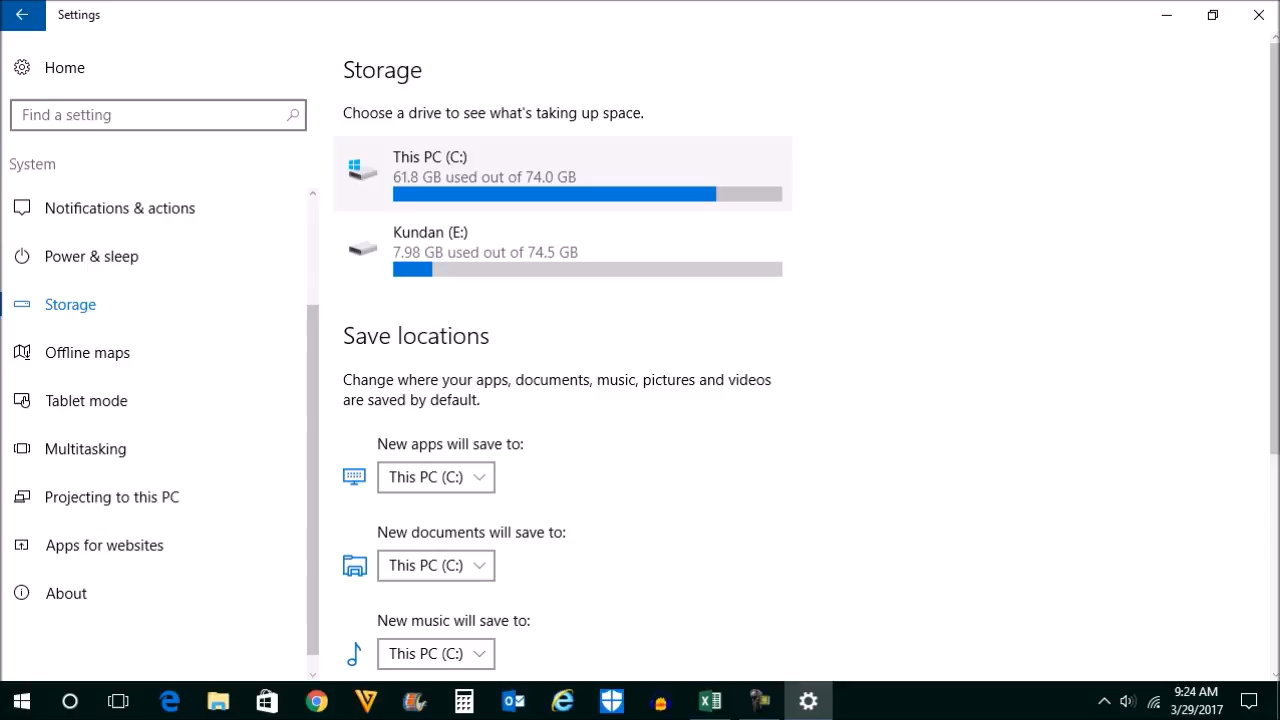 Settings
Home
Find a setting
System
Notifications & actions
Power & sleep
Storage
Offline maps
Tablet mode
Multitasking
Projecting to this PC
Apps for websites
About
Storage
Choose a drive to see what's taking up space.
This PC (C:)
61.8 GB used out of 74.0 GB
Kundan (E:)
7.98 GB used out of 74.5 GB
Save locations
Change where your apps, documents, music, pictures and videos
are saved by default.
New apps will save to:
This PC (C:)
New documents will save to:
This PC (C:)
New music will save to:
This PC (C:)
9:24 AM
3/29/2017